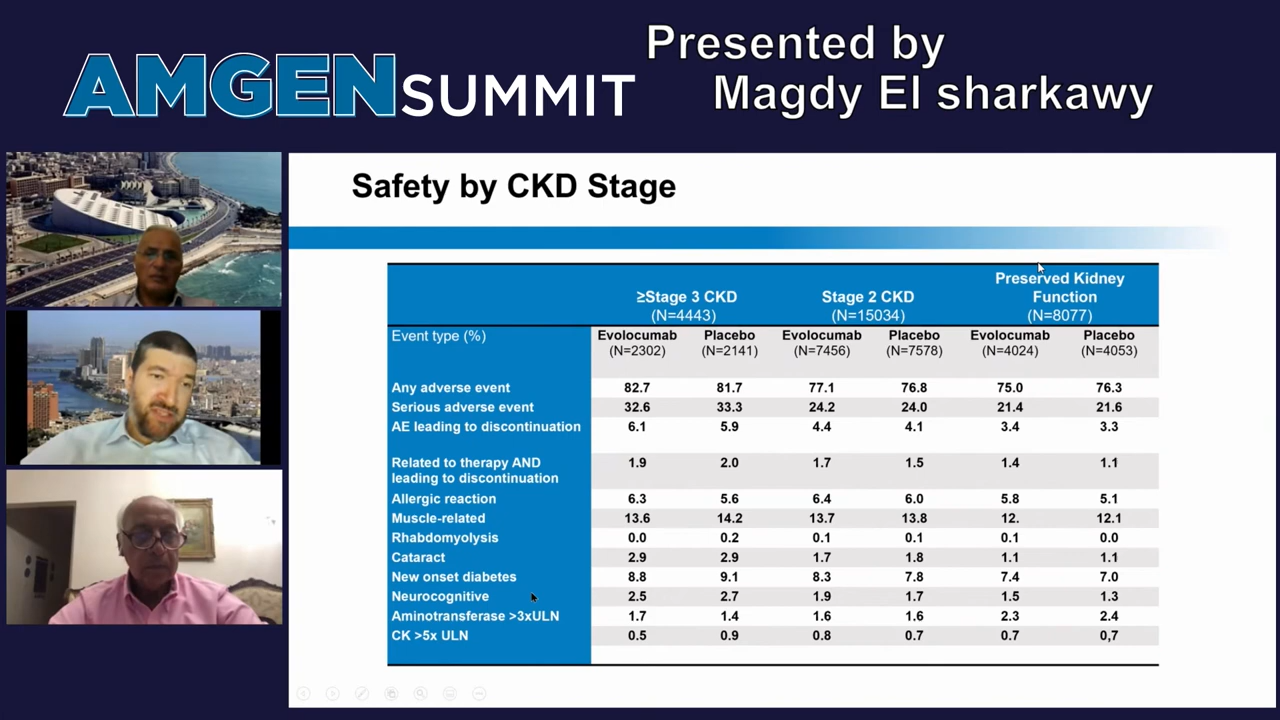 AMGEN SUMMIT
Presented by
Magdy El sharkawy
Safety by CKD Stage
≥Stage 3 CKD
(N=4443)
Stage 2 CKD
(N=15034)
Preserved Kidney
Function
(N=8077)
Event type (%)
Evolocumab Placebo Evolocumab Placebo Evolocumab Placebo
(N=2302) (N=2141) (N=7456) (N=7578) (N=4024) (N=4053)
Any adverse event 82.7 81.7 77.1 76.8 75.0 76.3
Serious adverse event 32.6 33.3 24.2 24.0 21.4 21.6
AE leading to discontinuation 6.1 5.9 4.4 4.1 3.4 3.3
Related to therapy AND 1.9 2.0 1.7 1.5 1.4 1.1
leading to discontinuation
Allergic reaction 6.3 5.6 6.4 6.0 5.8 5.1
Muscle-related 13.6 14.2 13.7 13.8 12. 12.1
Rhabdomyolysis 0.0 0.2 0.1 0.1 0.1 0.0
Cataract 2.9 2.9 1.7 1.8 1.1 1.1
New onset diabetes 8.8 9.1 8.3 7.8 7.4 7.0
Neurocognitive 2.5 2.7 1.9 1.7 1.5 1.3
Aminotransferase >3xULN 1.7 1.4 1.6 1.6 2.3 2.4
CK >5x ULN 0.5 0.9 0.8 0.7 0.7 0,7